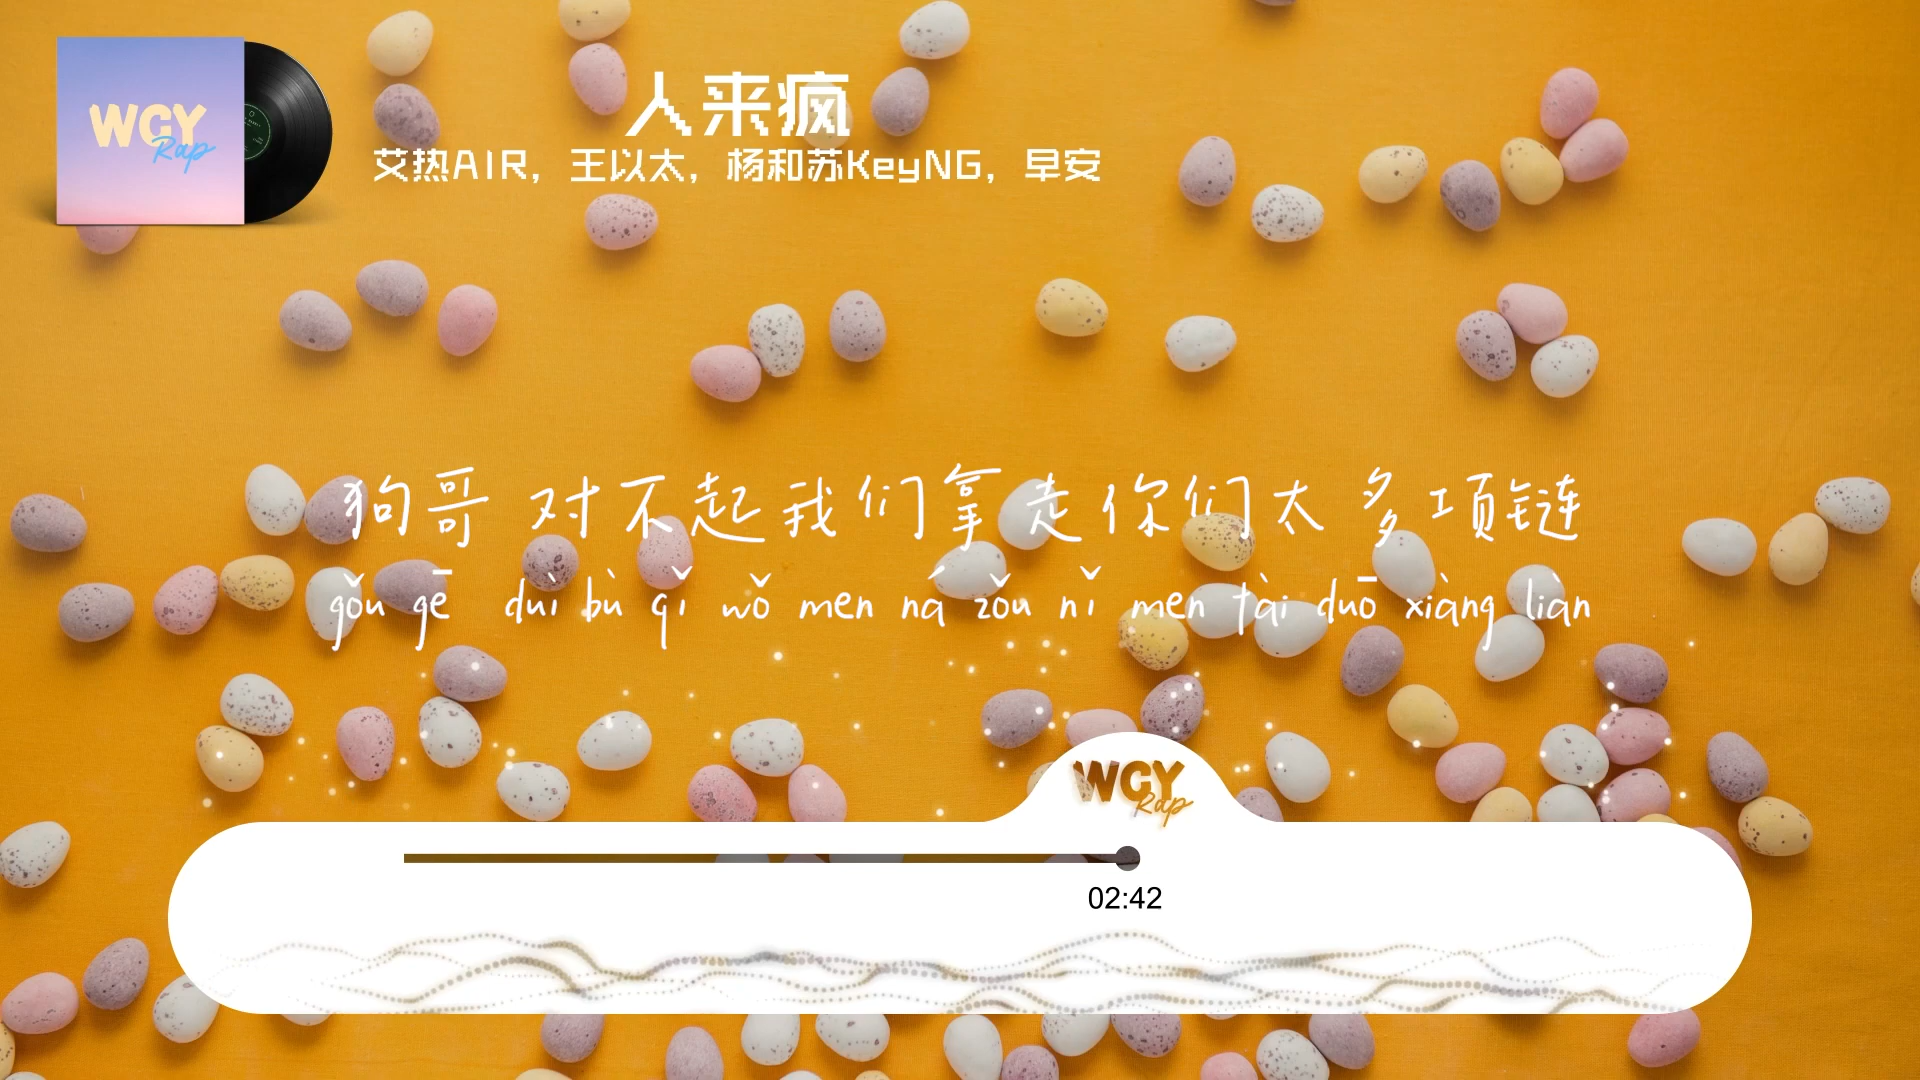 WCY
Rap
人来疯
艾热AIR，王以太，杨和苏KeyNG，早安
狗哥 对不起我们拿走你们太多项链
gǒu gē duì bù qǐ wǒ men ná zǒu nǐ men tài duō xiàng liàn
WCY
Rap
02:42